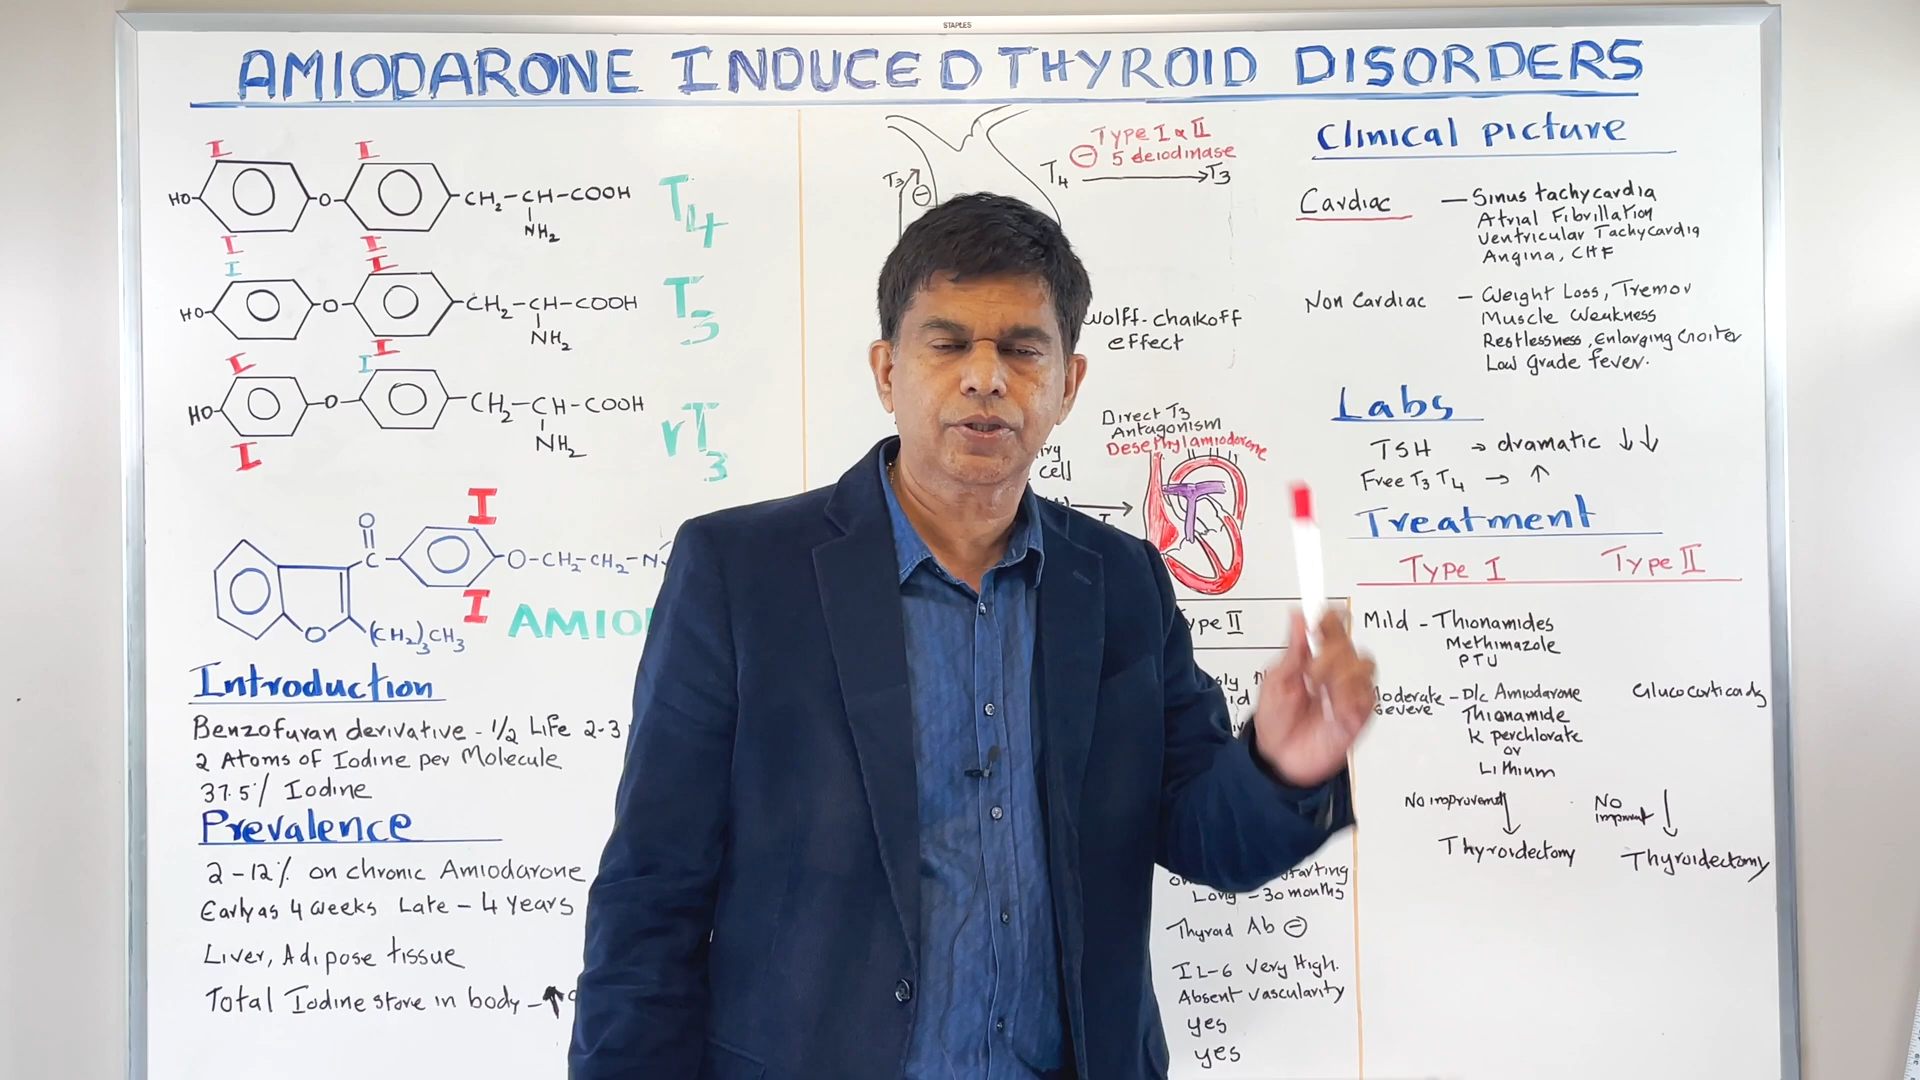 STAPLES
AMIODARONE INDUCED THYROID DISORDERS
I I
HO- -O- -CH2-CH-COOH T4
NH2
I I
I I
HO- -O- -CH2-CH-COOH T3
NH2
I
I I
HO- -O- -CH2-CH-COOH rT3
NH2
I
O I
C O-CH2-CH2-N
I
O (CH2)3CH3
AMIO
Introduction
Benzofuran derivative - 1/2 Life 2-3
2 Atoms of Iodine per Molecule
37.5% Iodine
Prevalence
2-12% on chronic Amiodarone
Early as 4 weeks Late - 4 years
Liver, Adipose tissue
Total Iodine store in body - ↑
Type I & II
⊖ 5 deiodinase
T4 → T3
T3 ⊖
Wolff-chaikoff
effect
Direct T3
Antagonism
Desethylamiodarone
cell
ype II
Long - 30 months
Thyroid Ab ⊖
IL-6 Very High.
Absent vascularity
yes
yes
Clinical picture
Cardiac - Sinus tachycardia
Atrial Fibrillation
Ventricular Tachycardia
Angina, CHF
Non Cardiac - Weight Loss, Tremor
Muscle Weakness
Restlessness, Enlarging Goiter
Low Grade fever.
Labs
TSH → dramatic ↓↓
Free T3 T4 → ↑
Treatment
Type I Type II
Mild - Thionamides
Methimazole
PTU
Moderate - D/c Amiodarone Glucocorticoids
Severe Thionamide
K perchlorate
or
Lithium
No improvement ↓ No ↓
Thyroidectomy Thyroidectomy